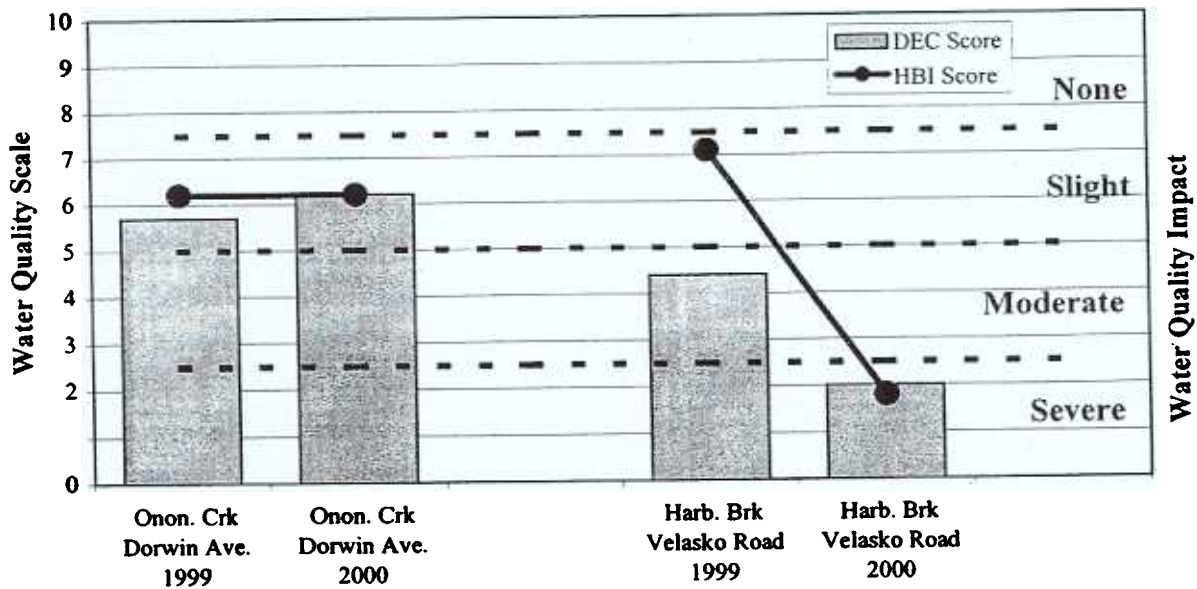 10
9
8
7
6
5
4
3
2
0
Water Quality Scale
DEC Score
HBI Score
None
Slight
Moderate
Severe
Water Quality Impact
Onon. Crk
Dorwin Ave.
1999
Onon. Crk
Dorwin Ave.
2000
Harb. Brk
Velasko Road
1999
Harb. Brk
Velasko Road
2000